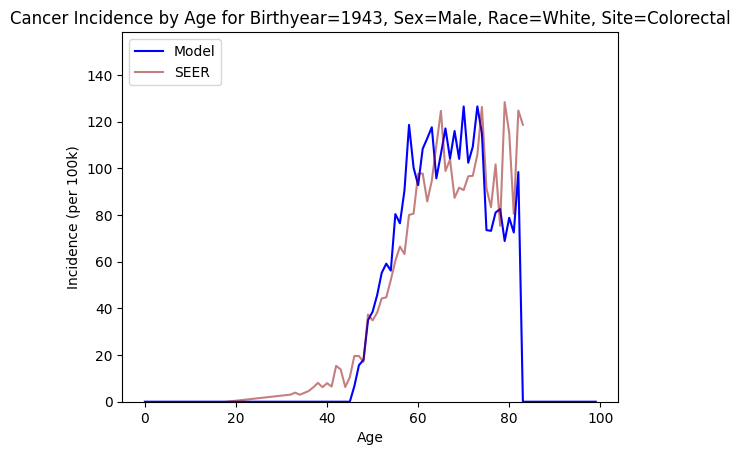 Cancer Incidence by Age for Birthyear=1943, Sex=Male, Race=White, Site=Colorectal
Model
SEER
Incidence (per 100k)
140
120
100
80
60
40
20
0
0 20 40 60 80 100
Age